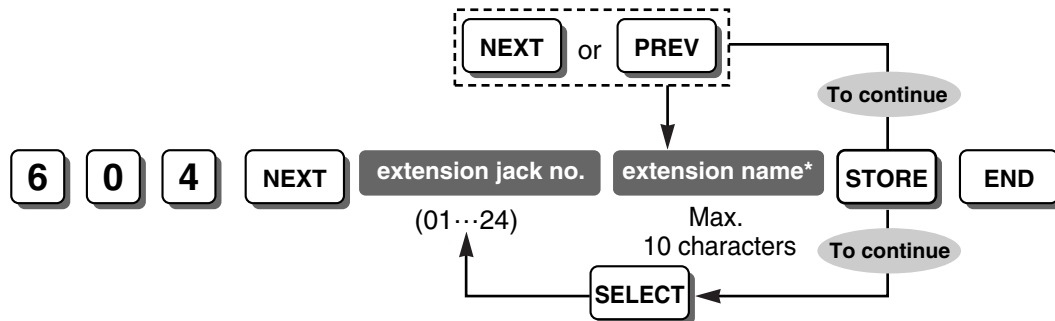 NEXT or PREV
To continue
6 0 4 NEXT extension jack no. extension name* STORE END
(01···24) Max.
10 characters To continue
SELECT